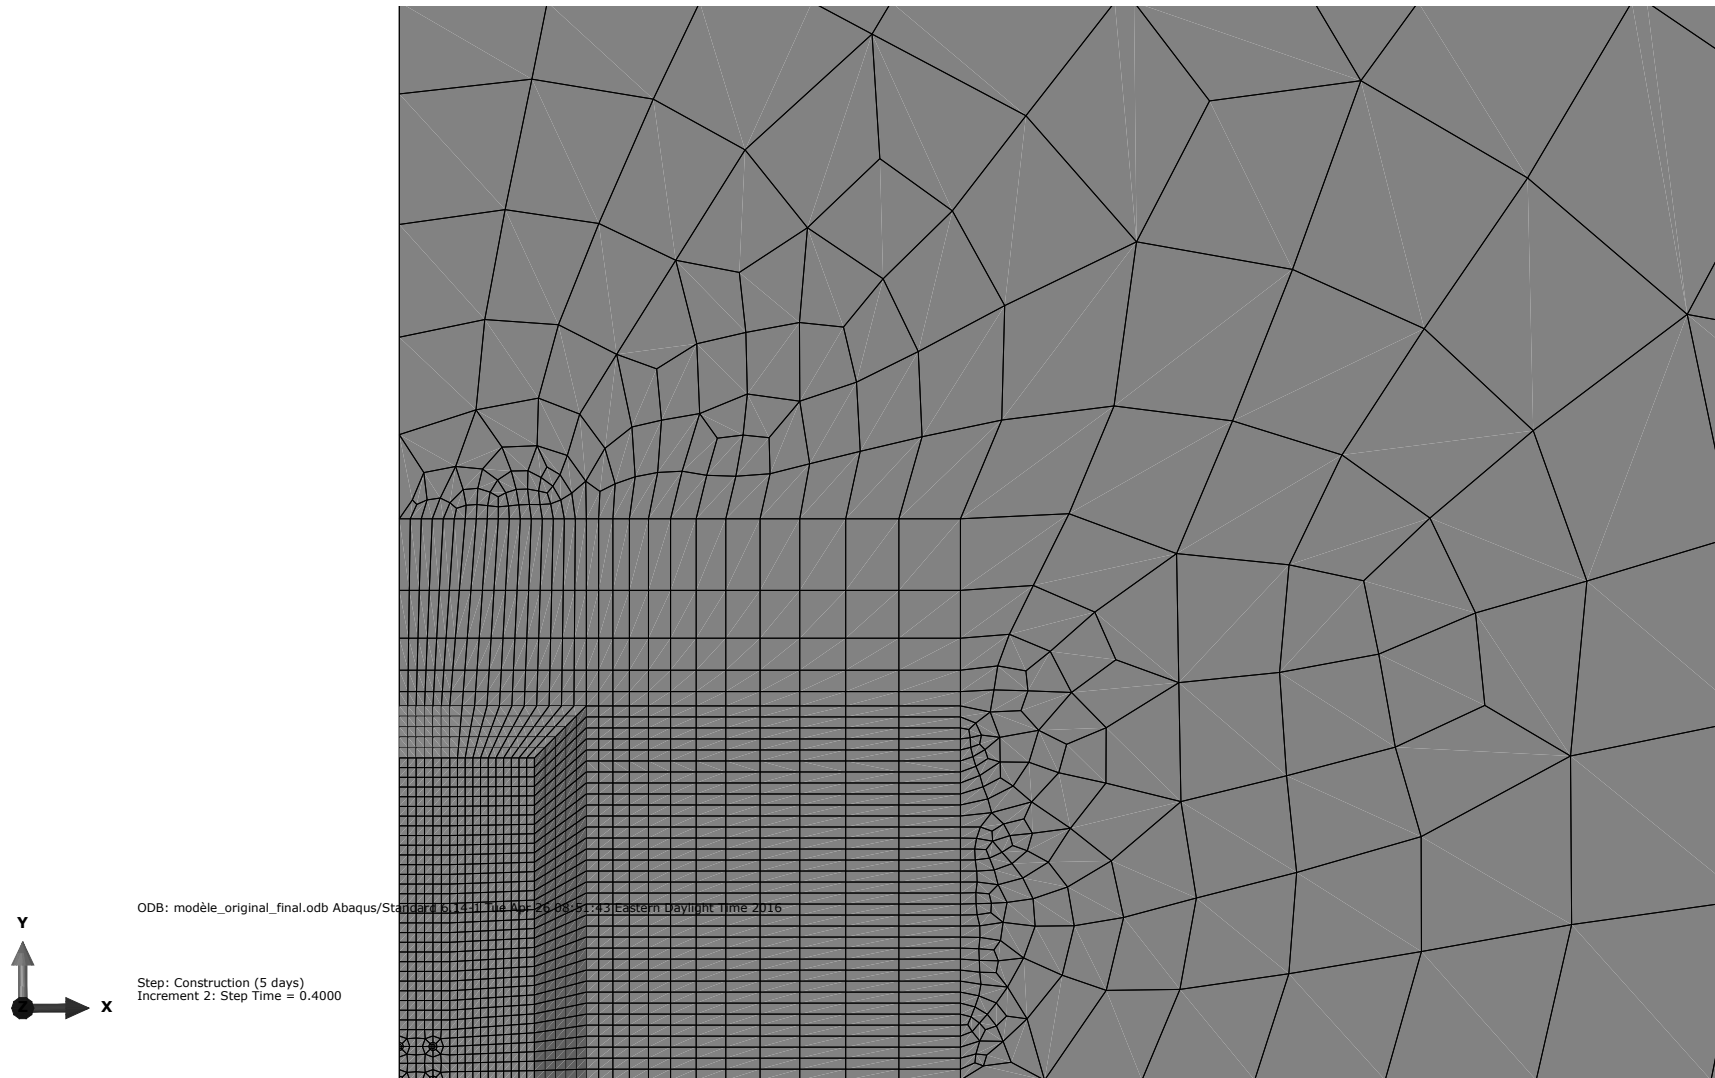 ODB: modèle_original_final.odb Abaqus/Standard 6.14-1 Tue Apr 26 08:51:43 Eastern Daylight Time 2016
Y
Step: Construction (5 days)
Increment 2: Step Time = 0.4000
Z
X